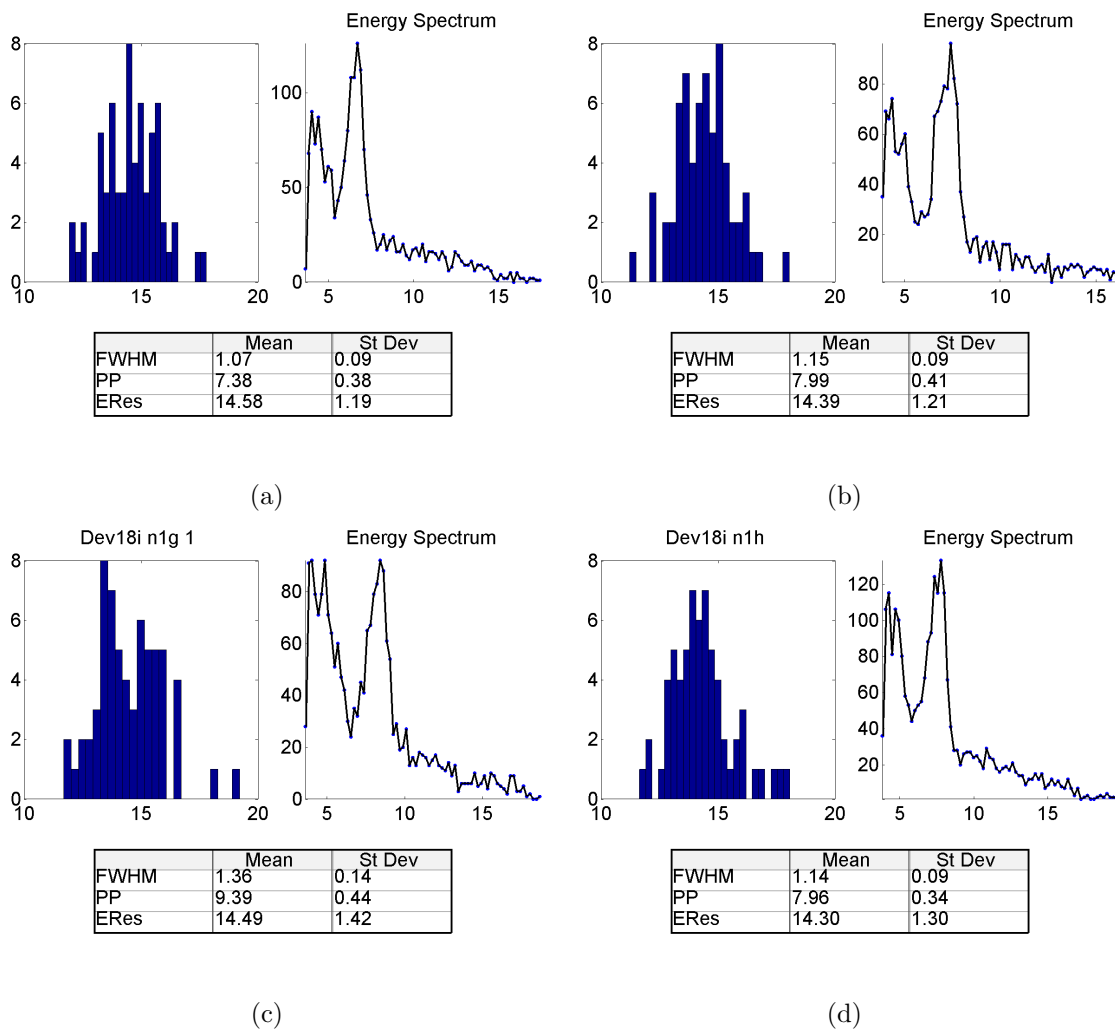 Energy Spectrum
8
6
4
2
0
10 15 20
100
50
0
5 10 15
Mean St Dev
FWHM 1.07 0.09
PP 7.38 0.38
ERes 14.58 1.19
(a)
Energy Spectrum
8
6
4
2
0
10 15 20
80
60
40
20
5 10 15
Mean St Dev
FWHM 1.15 0.09
PP 7.99 0.41
ERes 14.39 1.21
(b)
Dev18i n1g 1 Energy Spectrum
8
6
4
2
0
10 15 20
80
60
40
20
0
5 10 15
Mean St Dev
FWHM 1.36 0.14
PP 9.39 0.44
ERes 14.49 1.42
(c)
Dev18i n1h Energy Spectrum
8
6
4
2
0
10 15 20
120
100
80
60
40
20
5 10 15
Mean St Dev
FWHM 1.14 0.09
PP 7.96 0.34
ERes 14.30 1.30
(d)